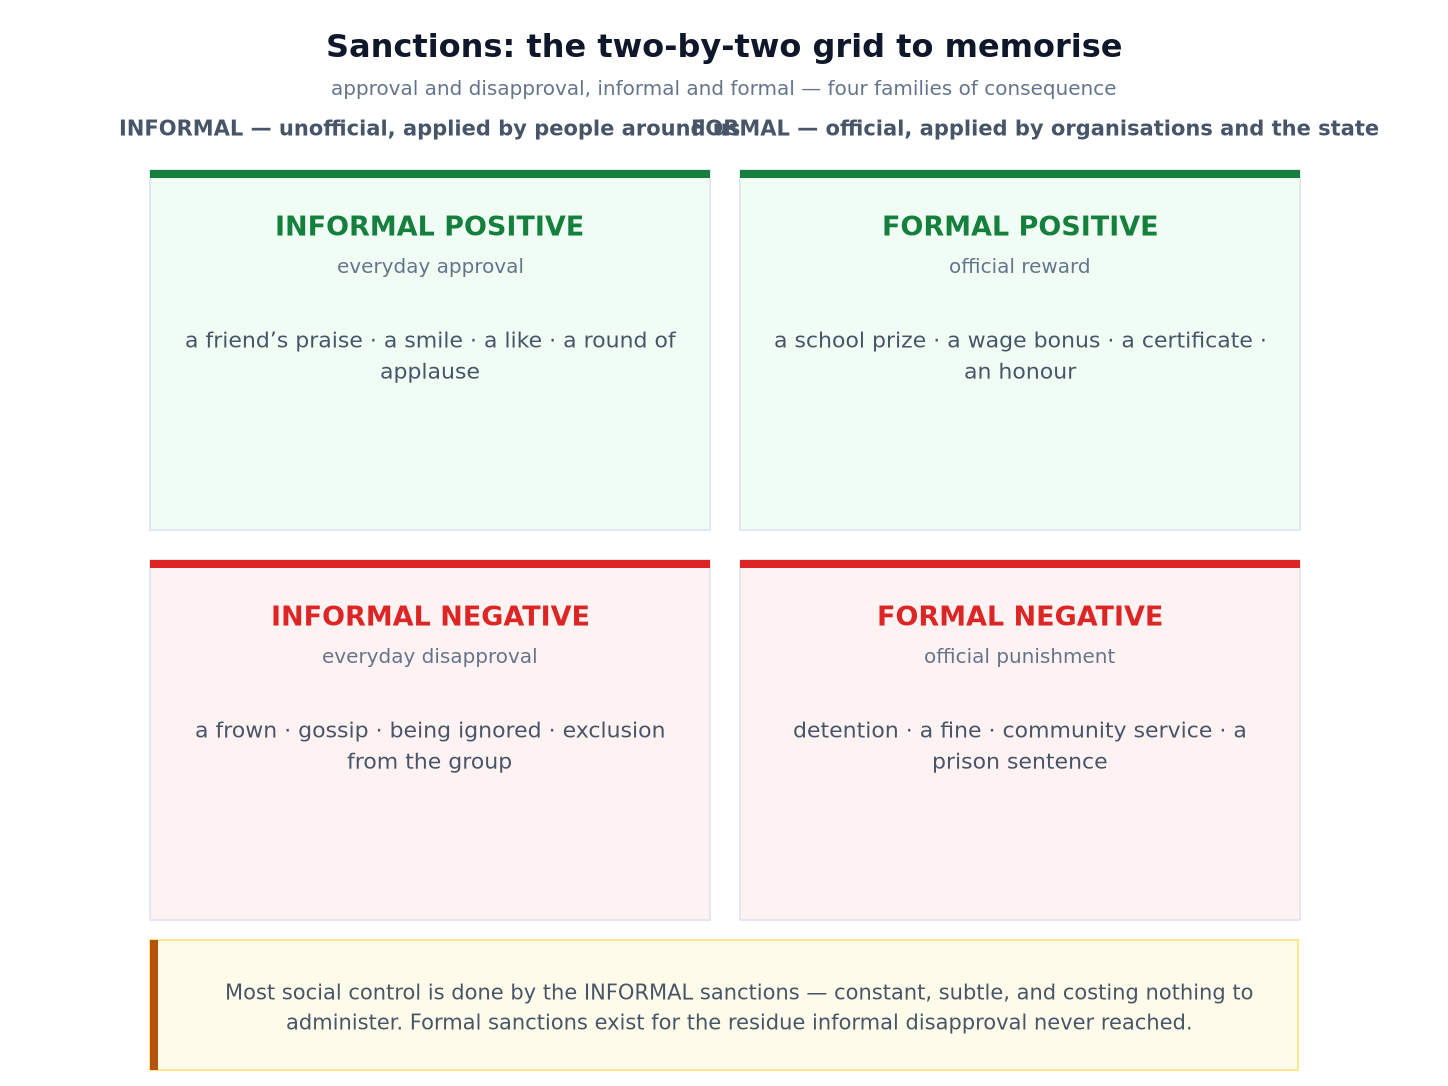 Sanctions: the two-by-two grid to memorise
approval and disapproval, informal and formal — four families of consequence
INFORMAL — unofficial, applied by people around us
FORMAL — official, applied by organisations and the state
INFORMAL POSITIVE
everyday approval
a friend’s praise · a smile · a like · a round of
applause
FORMAL POSITIVE
official reward
a school prize · a wage bonus · a certificate ·
an honour
INFORMAL NEGATIVE
everyday disapproval
a frown · gossip · being ignored · exclusion
from the group
FORMAL NEGATIVE
official punishment
detention · a fine · community service · a
prison sentence
Most social control is done by the INFORMAL sanctions — constant, subtle, and costing nothing to
administer. Formal sanctions exist for the residue informal disapproval never reached.